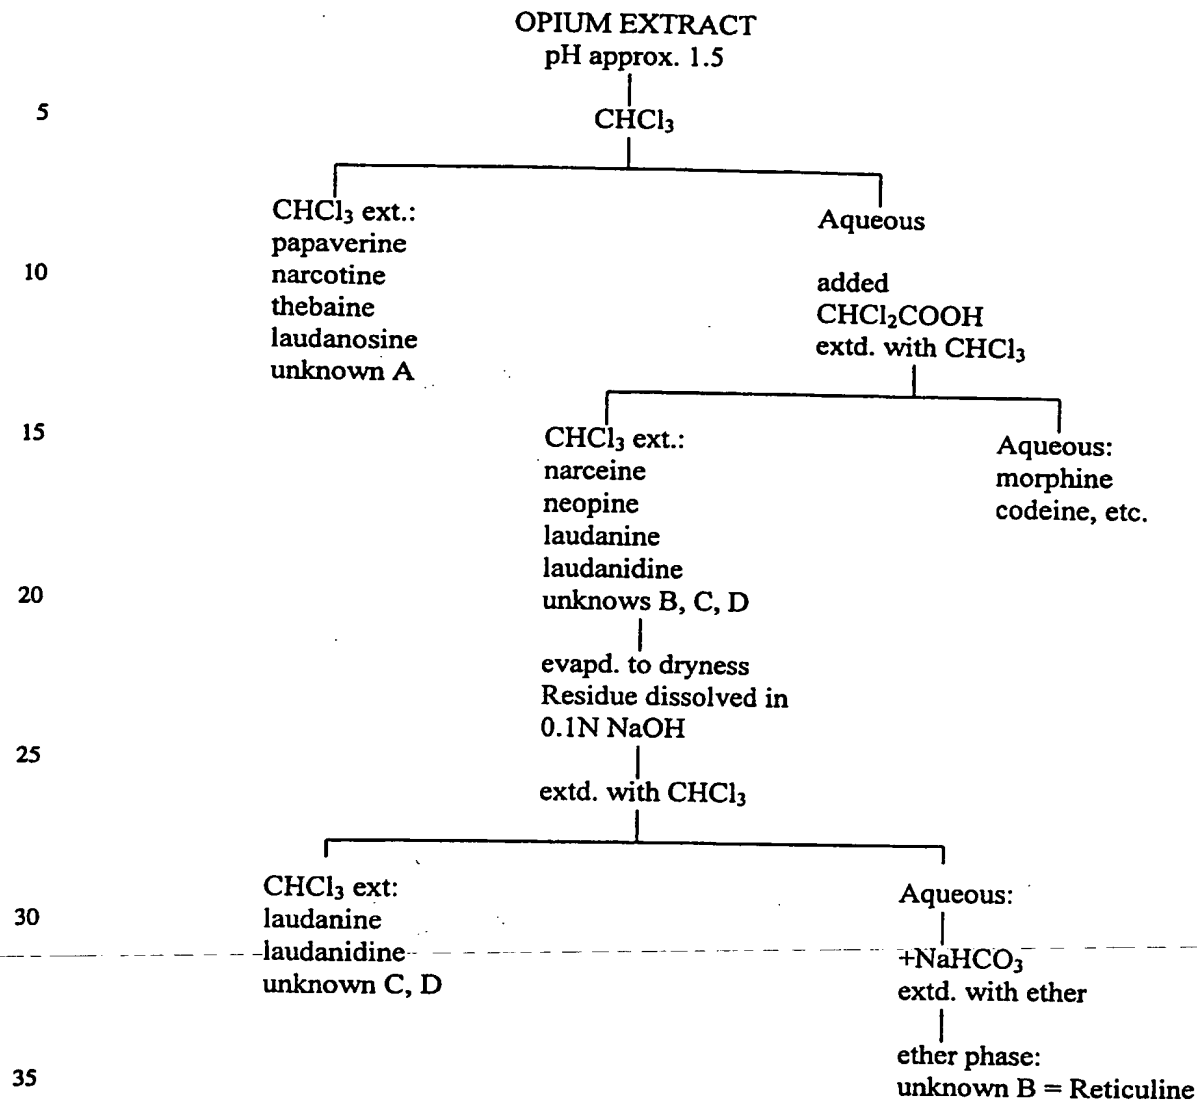 OPIUM EXTRACT
pH approx. 1.5
5
CHCl₃
CHCl₃ ext.:
papaverine
narcotine
thebaine
laudanosine
unknown A
10
Aqueous
added
CHCl₂COOH
extd. with CHCl₃
15
CHCl₃ ext.:
narceine
neopine
laudanine
laudanidine
unknows B, C, D
Aqueous:
morphine
codeine, etc.
20
evapd. to dryness
Residue dissolved in
0.1N NaOH
25
extd. with CHCl₃
CHCl₃ ext:
laudanine
laudanidine
unknown C, D
30
Aqueous:
+NaHCO₃
extd. with ether
ether phase:
unknown B = Reticuline
35